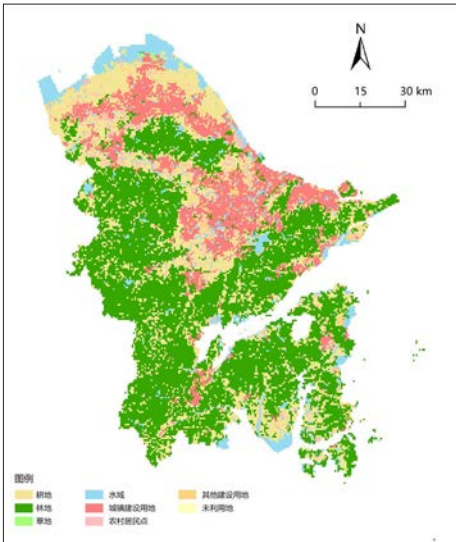 N
0 15 30 km
图例
耕地 水域 其他建设用地
林地 城镇建设用地 未利用地
草地 农村居民点